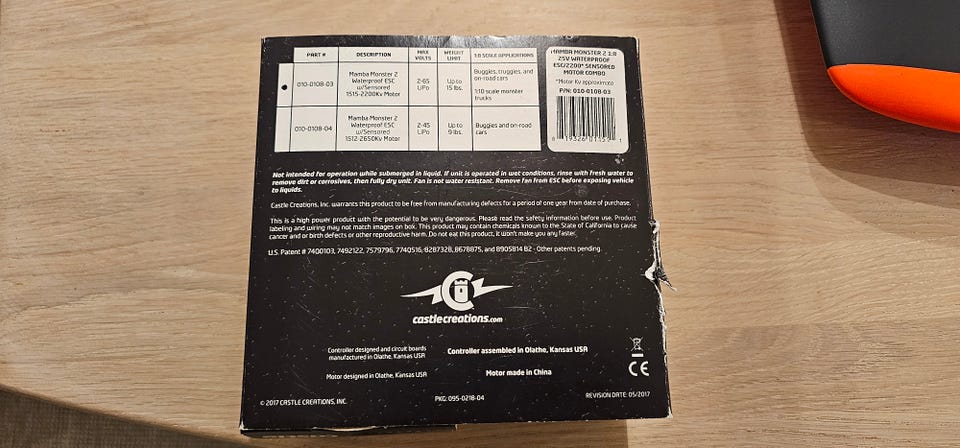 PART #
DESCRIPTION
MAX VOLTS
WEIGHT LIMIT
1:8 SCALE APPLICATIONS
010-0108-03
Mamba Monster 2
Waterproof ESC
w/Sensored
1515-2200Kv Motor
2-6S
LiPo
Up to
15 lbs.
Buggies, truggies, and
on-road cars
1:10 scale monster
trucks
010-0108-04
Mamba Monster 2
Waterproof ESC
w/Sensored
1512-2650Kv Motor
2-4S
LiPo
Up to
9 lbs.
Buggies and on-road
cars
MAMBA MONSTER 2 1:8
25V WATERPROOF
ESC/2200* SENSORED
MOTOR COMBO
*Motor Kv approximate
P/N: 010-0108-03
Not intended for operation while submerged in liquid. If unit is operated in wet conditions, rinse with fresh water to
remove dirt or corrosives, then fully dry unit. Fan is not water resistant. Remove fan from ESC before exposing vehicle
to liquids.
Castle Creations, Inc. warrants this product to be free from manufacturing defects for a period of one year from date of purchase.
This is a high power product with the potential to be very dangerous. Please read the safety information before use. Product
labeling and wiring may not match images on box. This product may contain chemicals known to the State of California to cause
cancer and or birth defects or other reproductive harm. Do not eat this product, it won't make you any faster.
U.S. Patent # 7400103, 7492122, 7579796, 7740516, 8287328, 8678875, and 8905814 B2 - Other patents pending.
castlecreations.com
Controller designed and circuit boards
manufactured in Olathe, Kansas USA
Controller assembled in Olathe, Kansas USA
Motor designed in Olathe, Kansas USA
Motor made in China
CE
© 2017 CASTLE CREATIONS, INC.
PKG: 095-0218-04
REVISION DATE: 05/2017